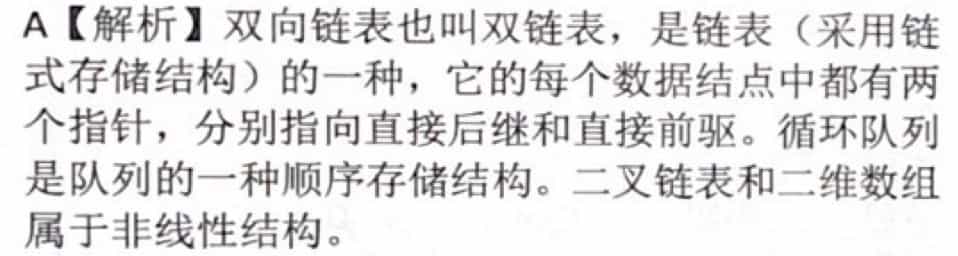 A【解析】双向链表也叫双链表，是链表（采用链
式存储结构）的一种，它的每个数据结点中都有两
个指针，分别指向直接后继和直接前驱。循环队列
是队列的一种顺序存储结构。二叉链表和二维数组
属于非线性结构。